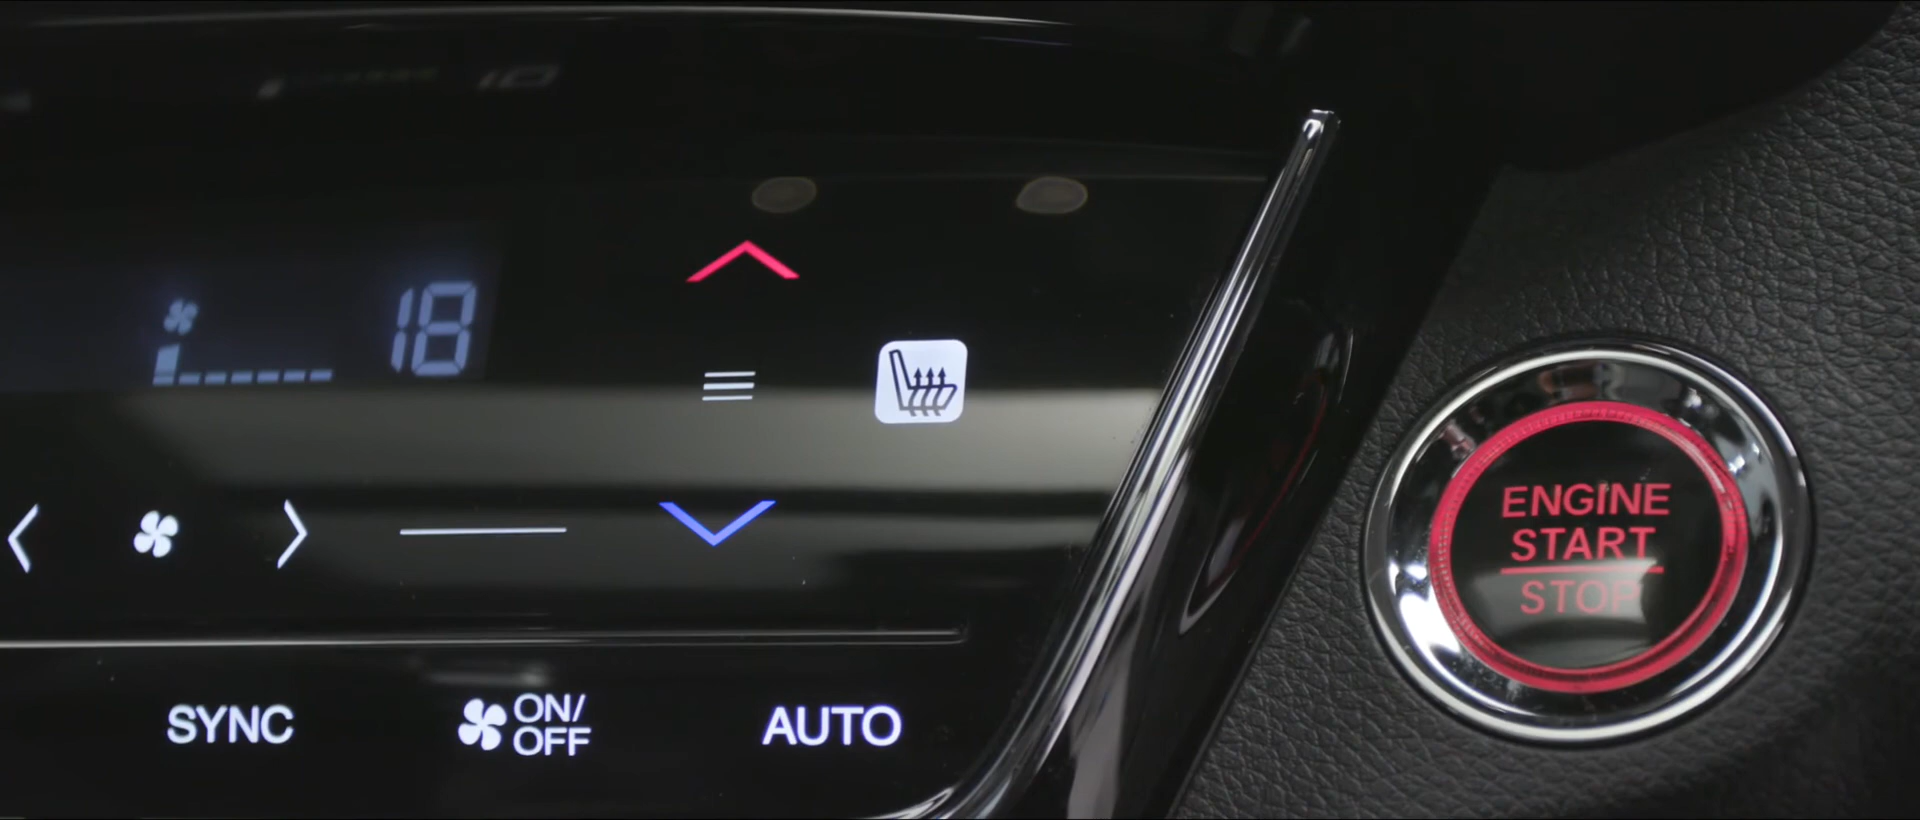 18
SYNC
ON/
OFF
AUTO
ENGINE
START
STOP